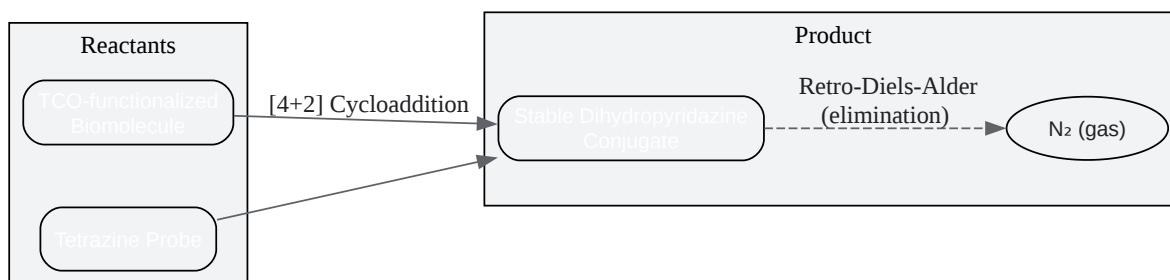 Reactants
TCO-functionalized
Biomolecule
Tetrazine Probe
[4+2] Cycloaddition
Product
Stable Dihydropyridazine
Conjugate
Retro-Diels-Alder
(elimination)
N₂ (gas)